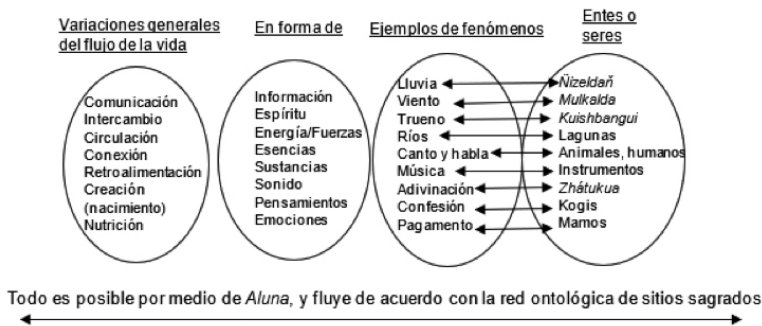 Variaciones generales
del flujo de la vida
Comunicación
Intercambio
Circulación
Conexión
Retroalimentación
Creación
(nacimiento)
Nutrición
En forma de
Información
Espíritu
Energía/Fuerzas
Esencias
Sustancias
Sonido
Pensamientos
Emociones
Ejemplos de fenómenos
Lluvia
Viento
Trueno
Ríos
Canto y habla
Música
Adivinación
Confesión
Pagamento
Entes o
seres
Ñizeldañ
Mulkalda
Kuishbangui
Lagunas
Animales, humanos
Instrumentos
Zhátukua
Kogis
Mamos
Todo es posible por medio de Aluna, y fluye de acuerdo con la red ontológica de sitios sagrados